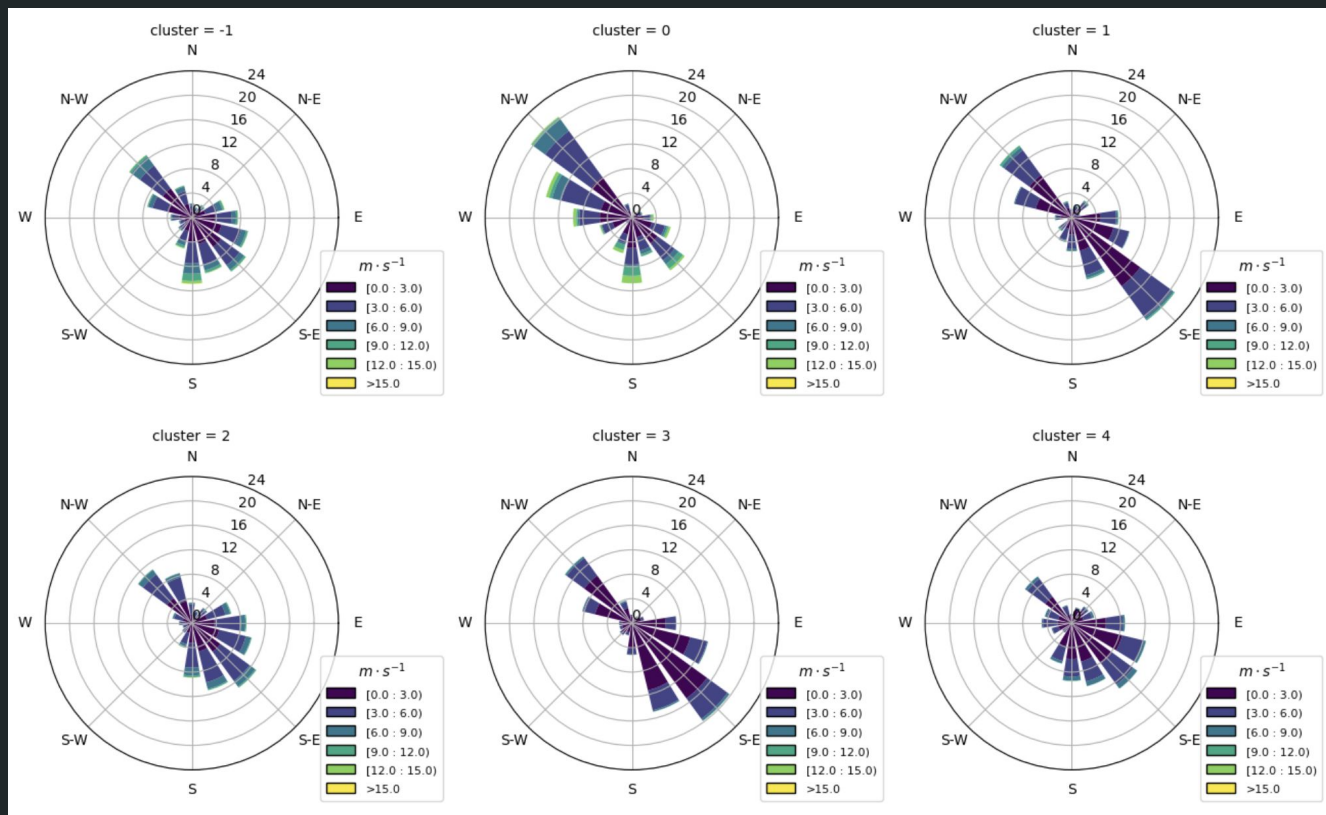 cluster = -1
N
24
N-W
N-E
20
16
12
8
4
0
W
E
m · s⁻¹
[0.0 : 3.0)
[3.0 : 6.0)
[6.0 : 9.0)
[9.0 : 12.0)
[12.0 : 15.0)
>15.0
S-W
S-E
S
cluster = 0
N
24
N-W
N-E
20
16
12
8
4
0
W
E
m · s⁻¹
[0.0 : 3.0)
[3.0 : 6.0)
[6.0 : 9.0)
[9.0 : 12.0)
[12.0 : 15.0)
>15.0
S-W
S-E
S
cluster = 1
N
24
N-W
N-E
20
16
12
8
4
0
W
E
m · s⁻¹
[0.0 : 3.0)
[3.0 : 6.0)
[6.0 : 9.0)
[9.0 : 12.0)
[12.0 : 15.0)
>15.0
S-W
S-E
S
cluster = 2
N
24
N-W
N-E
20
16
12
8
4
0
W
E
m · s⁻¹
[0.0 : 3.0)
[3.0 : 6.0)
[6.0 : 9.0)
[9.0 : 12.0)
[12.0 : 15.0)
>15.0
S-W
S-E
S
cluster = 3
N
24
N-W
N-E
20
16
12
8
4
0
W
E
m · s⁻¹
[0.0 : 3.0)
[3.0 : 6.0)
[6.0 : 9.0)
[9.0 : 12.0)
[12.0 : 15.0)
>15.0
S-W
S-E
S
cluster = 4
N
24
N-W
N-E
20
16
12
8
4
0
W
E
m · s⁻¹
[0.0 : 3.0)
[3.0 : 6.0)
[6.0 : 9.0)
[9.0 : 12.0)
[12.0 : 15.0)
>15.0
S-W
S-E
S